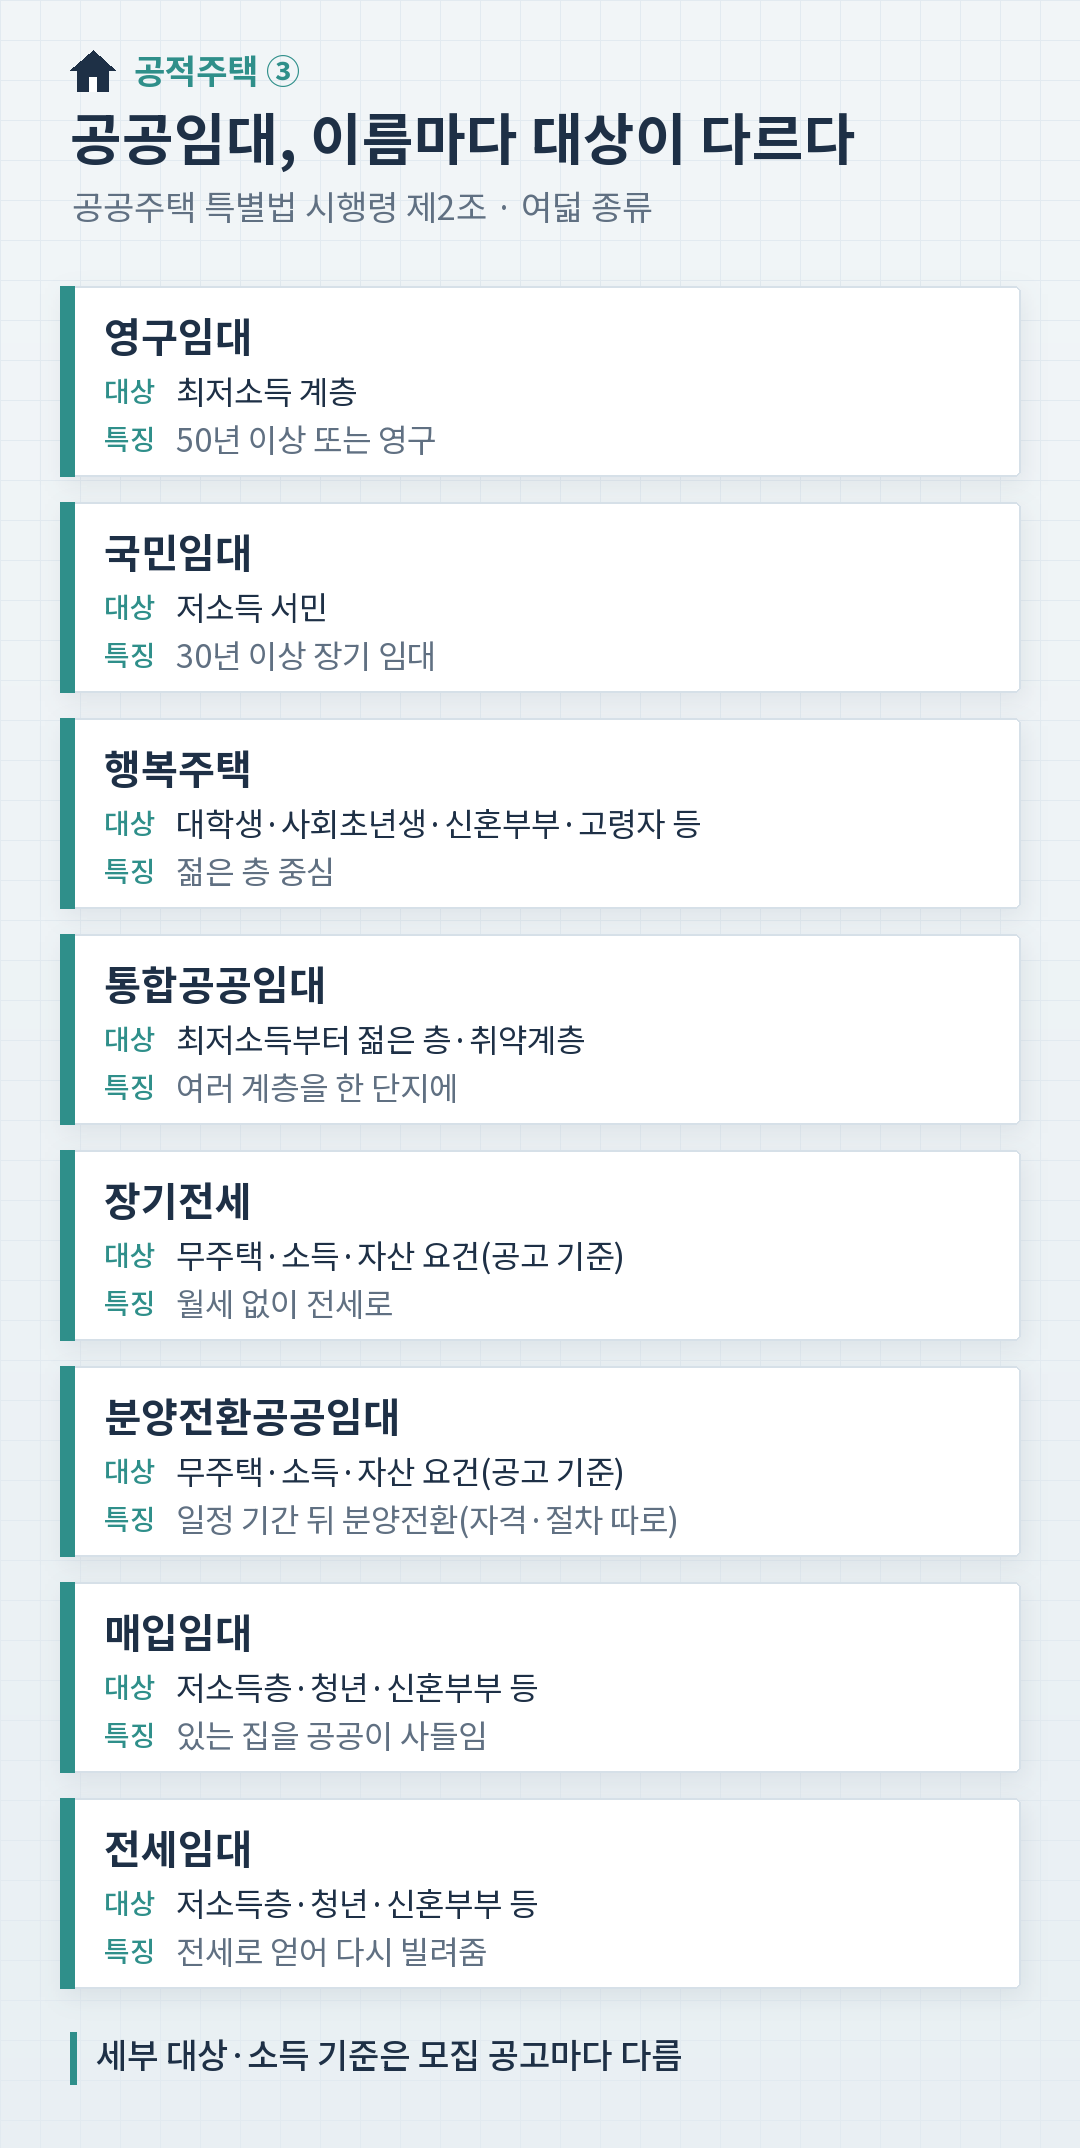 공적주택 ③
공공임대, 이름마다 대상이 다르다
공공주택 특별법 시행령 제2조 · 여덟 종류
영구임대
대상 최저소득 계층
특징 50년 이상 또는 영구
국민임대
대상 저소득 서민
특징 30년 이상 장기 임대
행복주택
대상 대학생·사회초년생·신혼부부·고령자 등
특징 젊은 층 중심
통합공공임대
대상 최저소득부터 젊은 층·취약계층
특징 여러 계층을 한 단지에
장기전세
대상 무주택·소득·자산 요건(공고 기준)
특징 월세 없이 전세로
분양전환공공임대
대상 무주택·소득·자산 요건(공고 기준)
특징 일정 기간 뒤 분양전환(자격·절차 따로)
매입임대
대상 저소득층·청년·신혼부부 등
특징 있는 집을 공공이 사들임
전세임대
대상 저소득층·청년·신혼부부 등
특징 전세로 얻어 다시 빌려줌
세부 대상·소득 기준은 모집 공고마다 다름